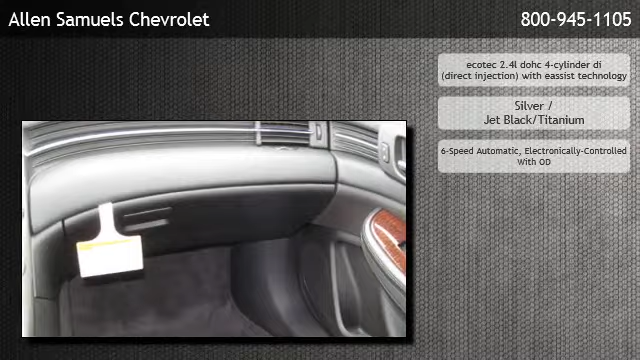 Allen Samuels Chevrolet
800-945-1105
ecotec 2.4l dohc 4-cylinder di
(direct injection) with eassist technology
Silver /
Jet Black/Titanium
6-Speed Automatic, Electronically-Controlled
With OD